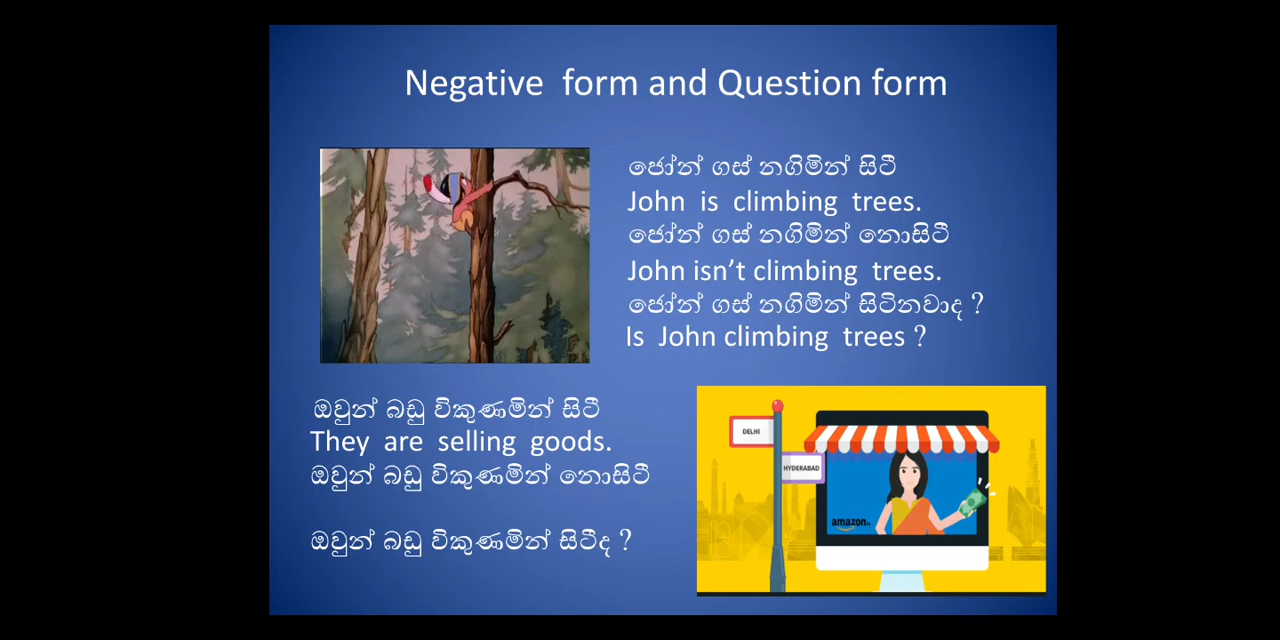 Negative form and Question form
ජෝන් ගස් නගිමින් සිටී
John is climbing trees.
ජෝන් ගස් නගිමින් නොසිටී
John isn’t climbing trees.
ජෝන් ගස් නගිමින් සිටිනවාද ?
Is John climbing trees ?
ඔවුන් බඩු විකුණමින් සිටී
They are selling goods.
ඔවුන් බඩු විකුණමින් නොසිටී
ඔවුන් බඩු විකුණමින් සිටීද ?
DELHI
HYDERABAD
amazon.in